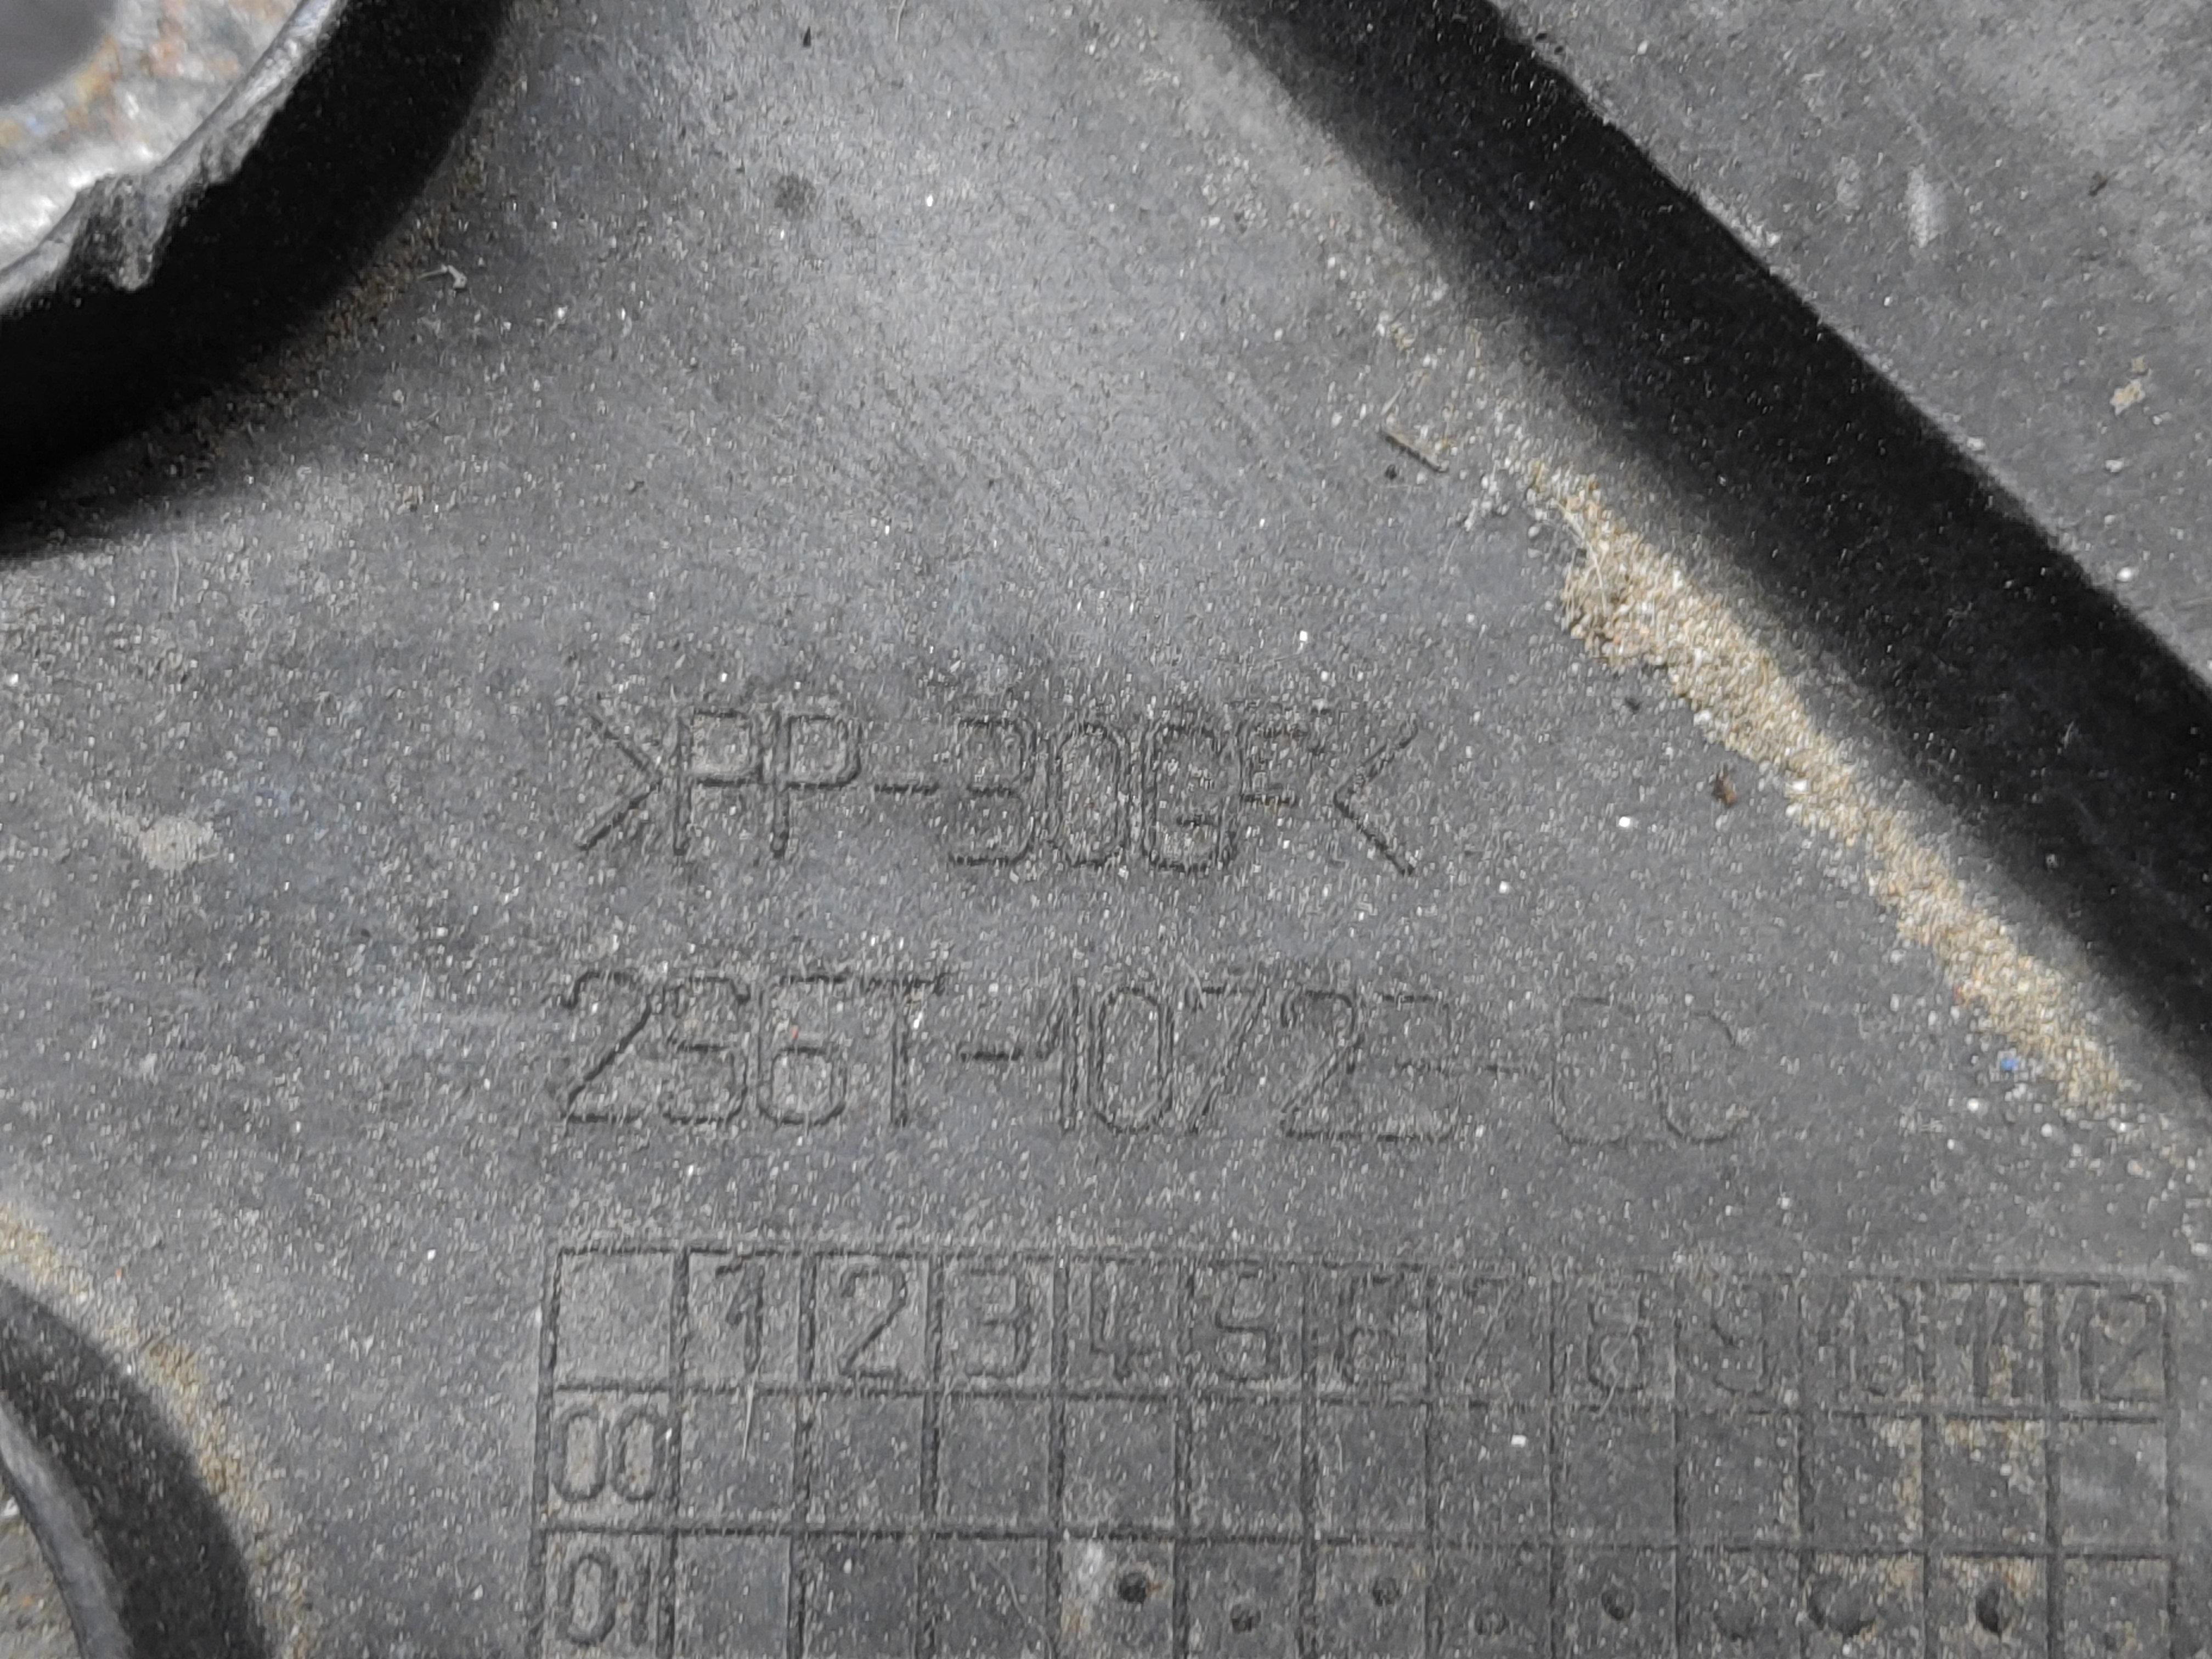 >PP-30GF<
2S6T-10723-CC
1 2 3 4 5 6 7 8 9 10 11 12
00
01